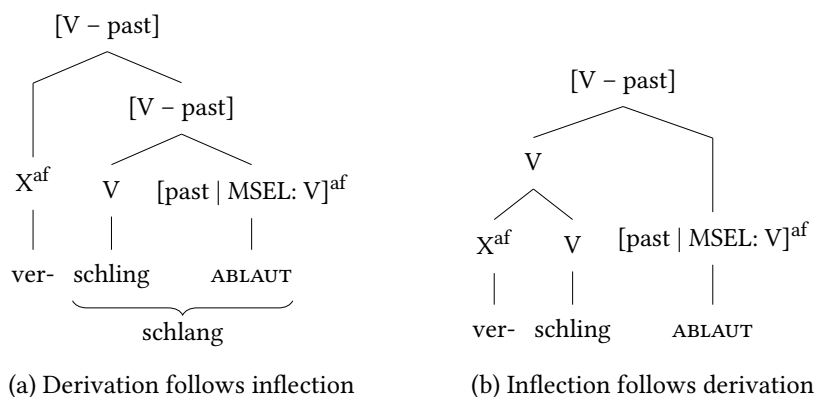 [V – past]
[V – past]
X^af V [past | MSEL: V]^af
ver- schling ABLAUT
schlang
(a) Derivation follows inflection
[V – past]
V
X^af V [past | MSEL: V]^af
ver- schling ABLAUT
(b) Inflection follows derivation